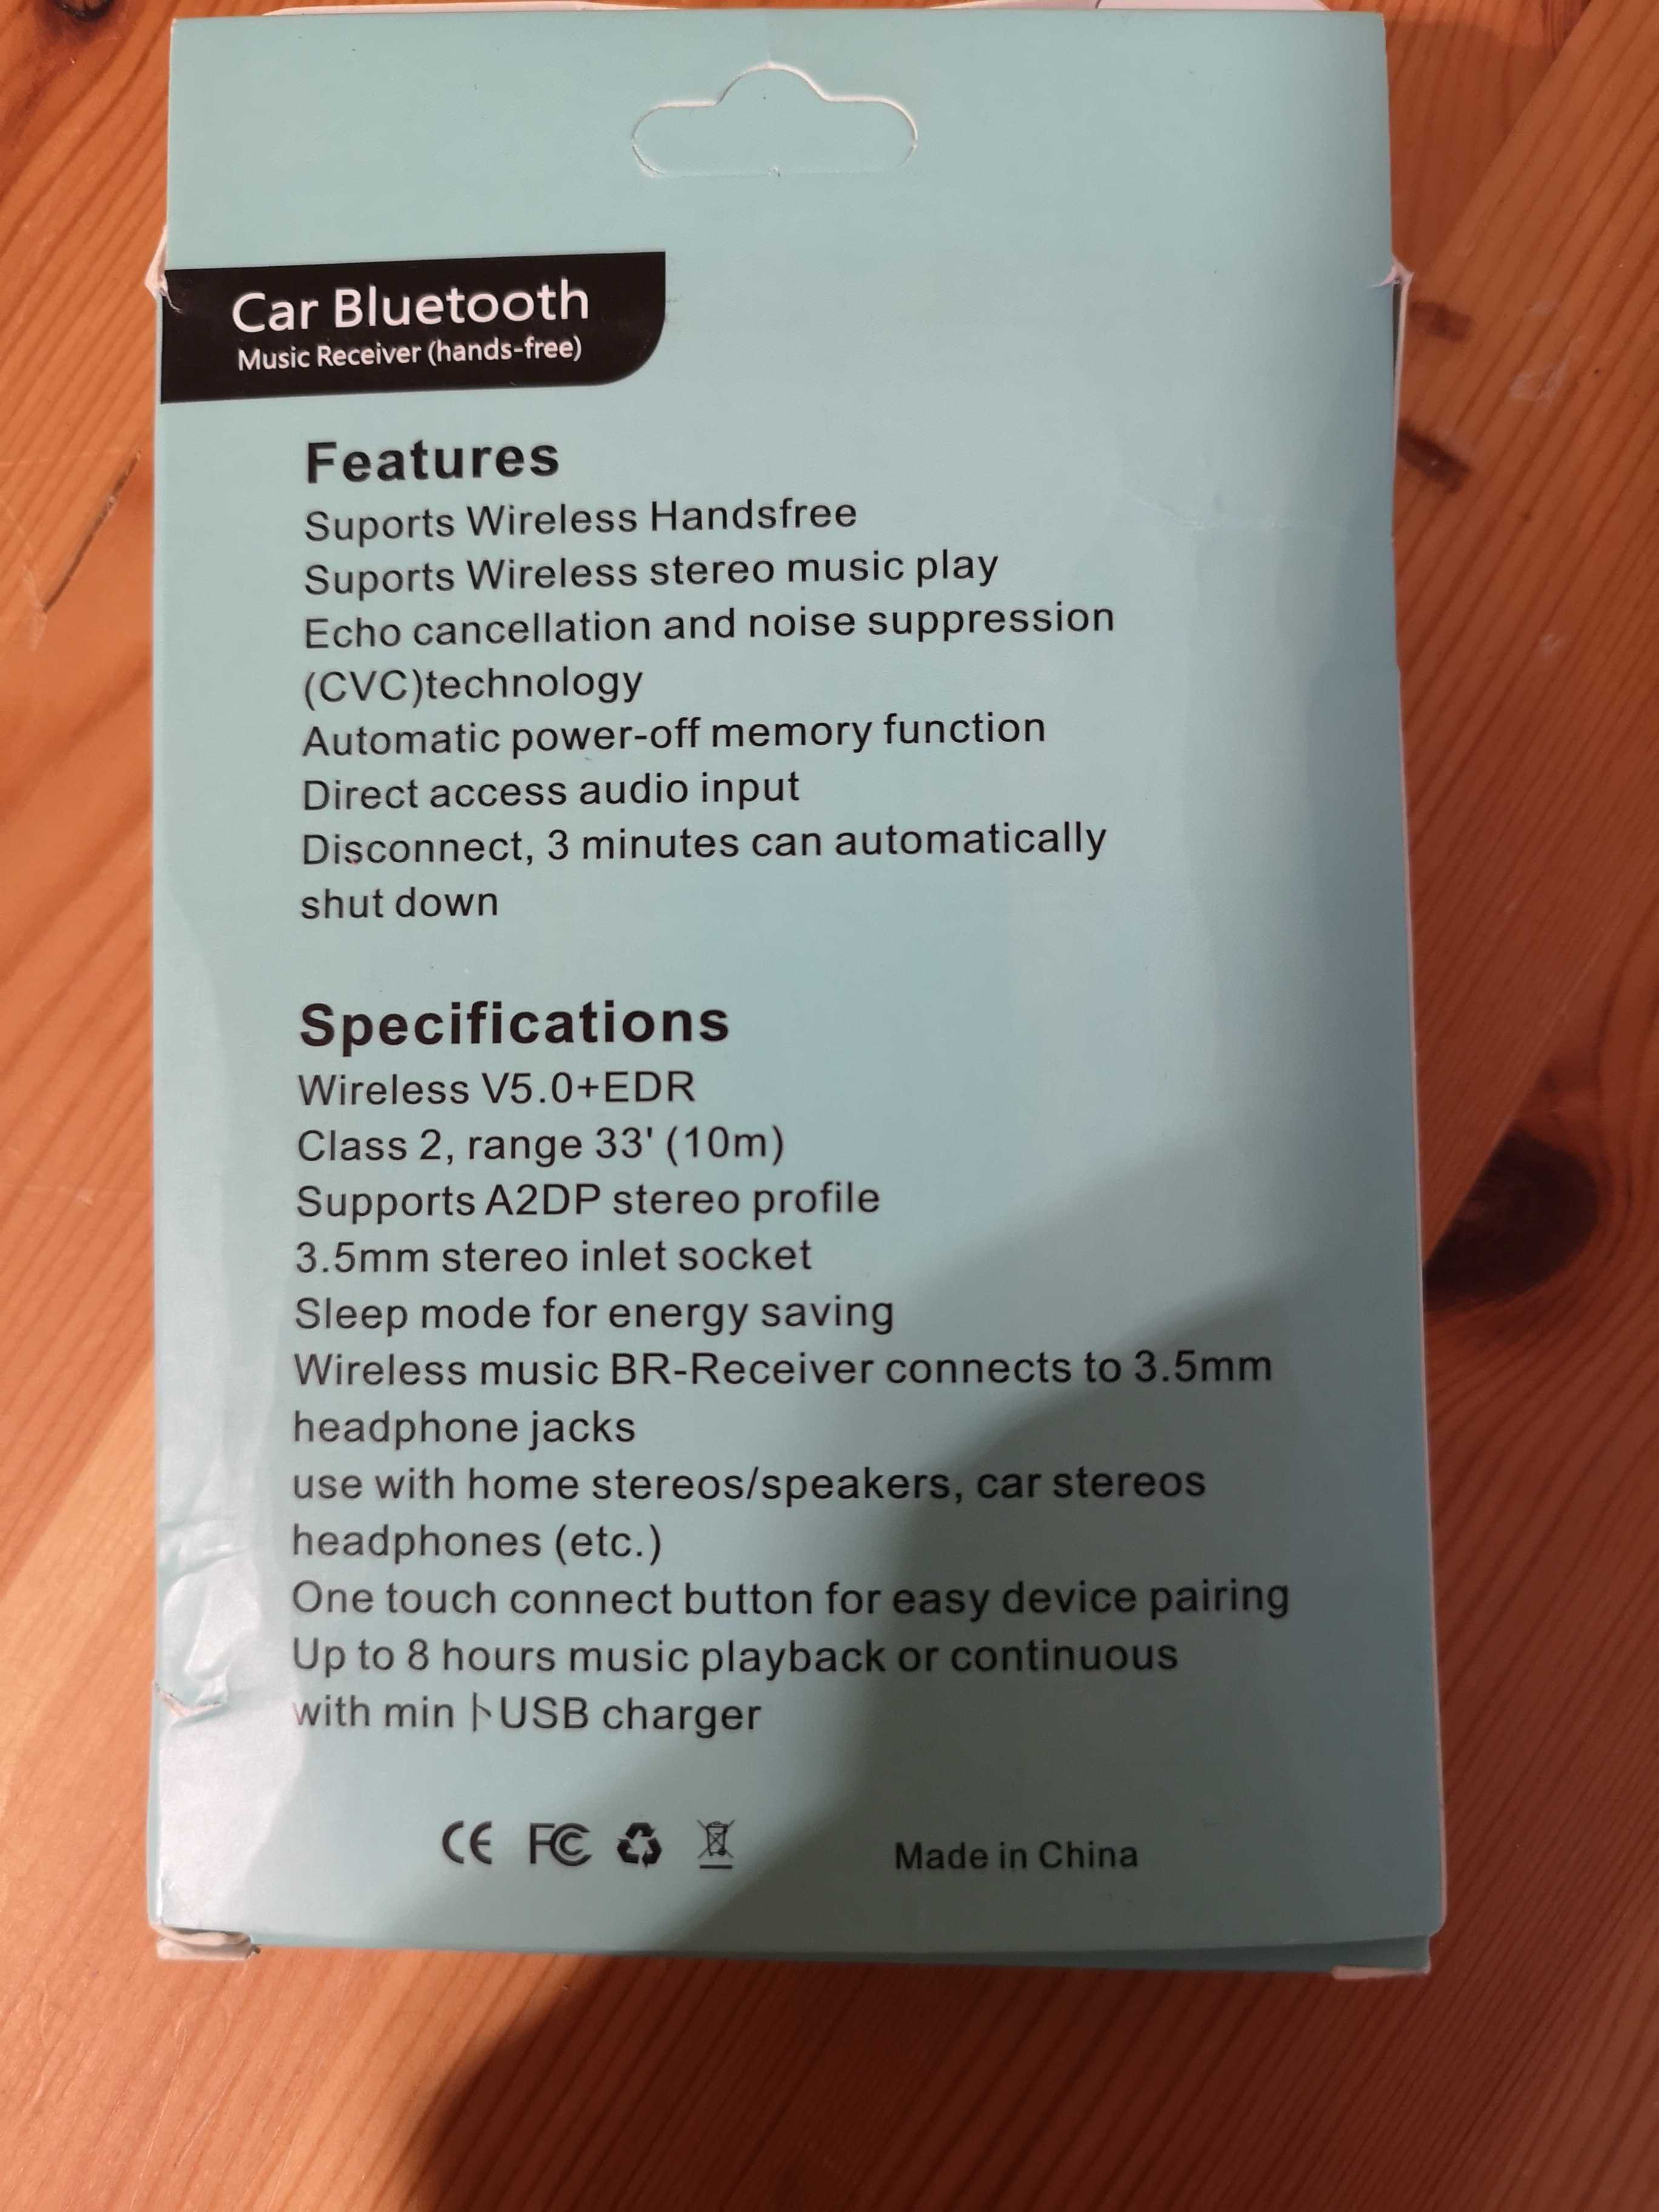 Car Bluetooth
Music Receiver (hands-free)
Features
Suports Wireless Handsfree
Suports Wireless stereo music play
Echo cancellation and noise suppression
(CVC)technology
Automatic power-off memory function
Direct access audio input
Disconnect, 3 minutes can automatically
shut down
Specifications
Wireless V5.0+EDR
Class 2, range 33' (10m)
Supports A2DP stereo profile
3.5mm stereo inlet socket
Sleep mode for energy saving
Wireless music BR-Receiver connects to 3.5mm
headphone jacks
use with home stereos/speakers, car stereos
headphones (etc.)
One touch connect button for easy device pairing
Up to 8 hours music playback or continuous
with min トUSB charger
CE FC Made in China